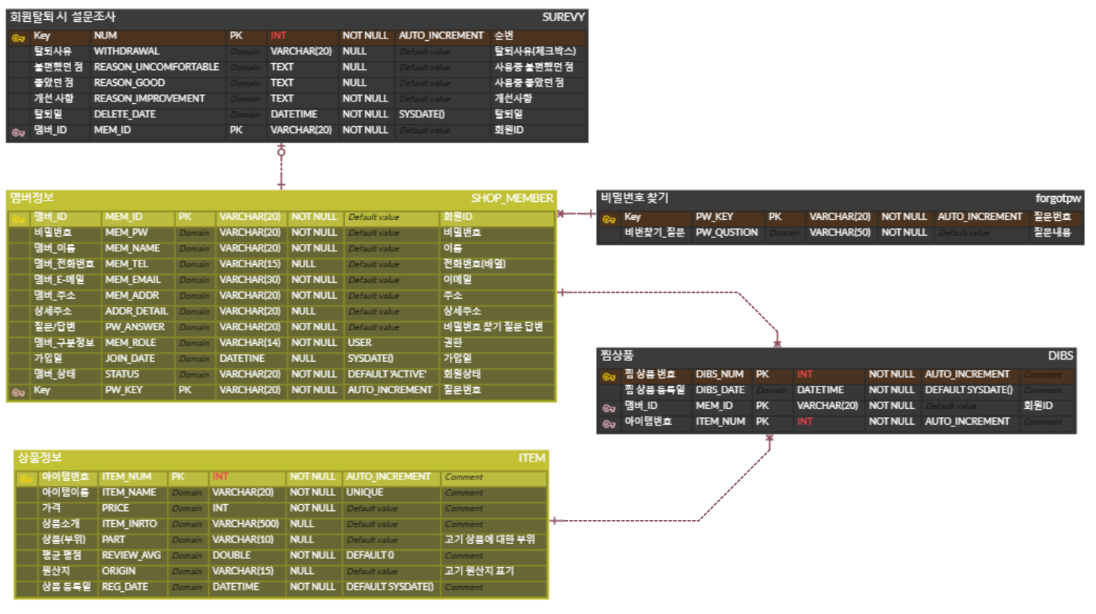 회원탈퇴 시 설문조사 SUREVY
Key NUM PK INT NOT NULL AUTO_INCREMENT 순번
탈퇴사유 WITHDRAWAL Domain VARCHAR(20) NULL Default value 탈퇴사유(체크박스)
불편했던 점 REASON_UNCOMFORTABLE Domain TEXT NULL Default value 사용중 불편했던 점
좋았던 점 REASON_GOOD Domain TEXT NULL Default value 사용중 좋았던 점
개선 사항 REASON_IMPROVEMENT Domain TEXT NOT NULL Default value 개선사항
탈퇴일 DELETE_DATE Domain DATETIME NOT NULL SYSDATE() 탈퇴일
맴버_ID MEM_ID PK VARCHAR(20) NOT NULL Default value 회원ID
맴버정보 SHOP_MEMBER
맴버_ID MEM_ID PK VARCHAR(20) NOT NULL Default value 회원ID
비밀번호 MEM_PW Domain VARCHAR(20) NOT NULL Default value 비밀번호
맴버_이름 MEM_NAME Domain VARCHAR(20) NOT NULL Default value 이름
맴버_전화번호 MEM_TEL Domain VARCHAR(15) NULL Default value 전화번호(배열)
맴버_E-메일 MEM_EMAIL Domain VARCHAR(30) NOT NULL Default value 이메일
맴버_주소 MEM_ADDR Domain VARCHAR(20) NOT NULL Default value 주소
상세주소 ADDR_DETAIL Domain VARCHAR(20) NULL Default value 상세주소
질문/답변 PW_ANSWER Domain VARCHAR(20) NOT NULL Default value 비밀번호 찾기 질문 답변
맴버_구분정보 MEM_ROLE Domain VARCHAR(14) NOT NULL USER 권한
가입일 JOIN_DATE Domain DATETIME NULL SYSDATE() 가입일
맴버_상태 STATUS Domain VARCHAR(20) NOT NULL DEFAULT 'ACTIVE' 회원상태
Key PW_KEY PK VARCHAR(20) NOT NULL AUTO_INCREMENT 질문번호
비밀번호 찾기 forgotpw
Key PW_KEY PK VARCHAR(20) NOT NULL AUTO_INCREMENT 질문번호
비번찾기_질문 PW_QUSTION Domain VARCHAR(50) NOT NULL Default value 질문내용
찜상품 DIBS
찜 상품 번호 DIBS_NUM PK INT NOT NULL AUTO_INCREMENT Comment
찜 상품 등록일 DIBS_DATE Domain DATETIME NOT NULL DEFAULT SYSDATE() Comment
맴버_ID MEM_ID PK VARCHAR(20) NOT NULL Default value 회원ID
아이템번호 ITEM_NUM PK INT NOT NULL AUTO_INCREMENT Comment
상품정보 ITEM
아이템번호 ITEM_NUM PK INT NOT NULL AUTO_INCREMENT Comment
아이템이름 ITEM_NAME Domain VARCHAR(20) NOT NULL UNIQUE Comment
가격 PRICE Domain INT NOT NULL Default value Comment
상품소개 ITEM_INRTO Domain VARCHAR(500) NULL Default value Comment
상품(부위) PART Domain VARCHAR(10) NULL Default value 고기 상품에 대한 부위
평균 평점 REVIEW_AVG Domain DOUBLE NOT NULL DEFAULT 0 Comment
원산지 ORIGIN Domain VARCHAR(15) NULL Default value 고기 원산지 표기
상품 등록일 REG_DATE Domain DATETIME NOT NULL DEFAULT SYSDATE() Comment